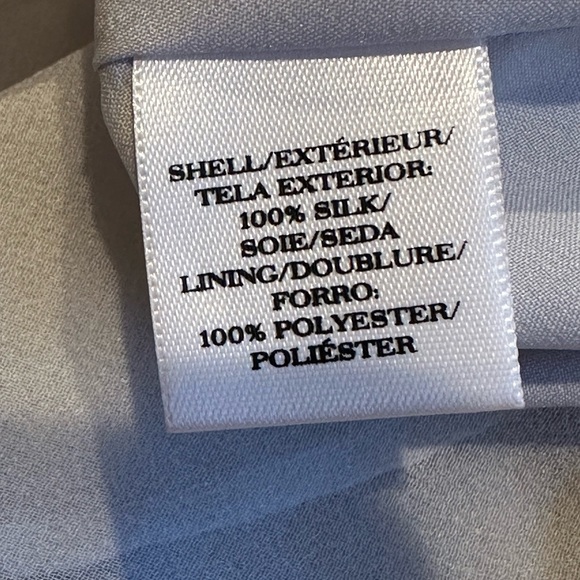 SHELL/EXTÉRIEUR/
TELA EXTERIOR:
100% SILK/
SOIE/SEDA
LINING/DOUBLURE/
FORRO:
100% POLYESTER/
POLIÉSTER